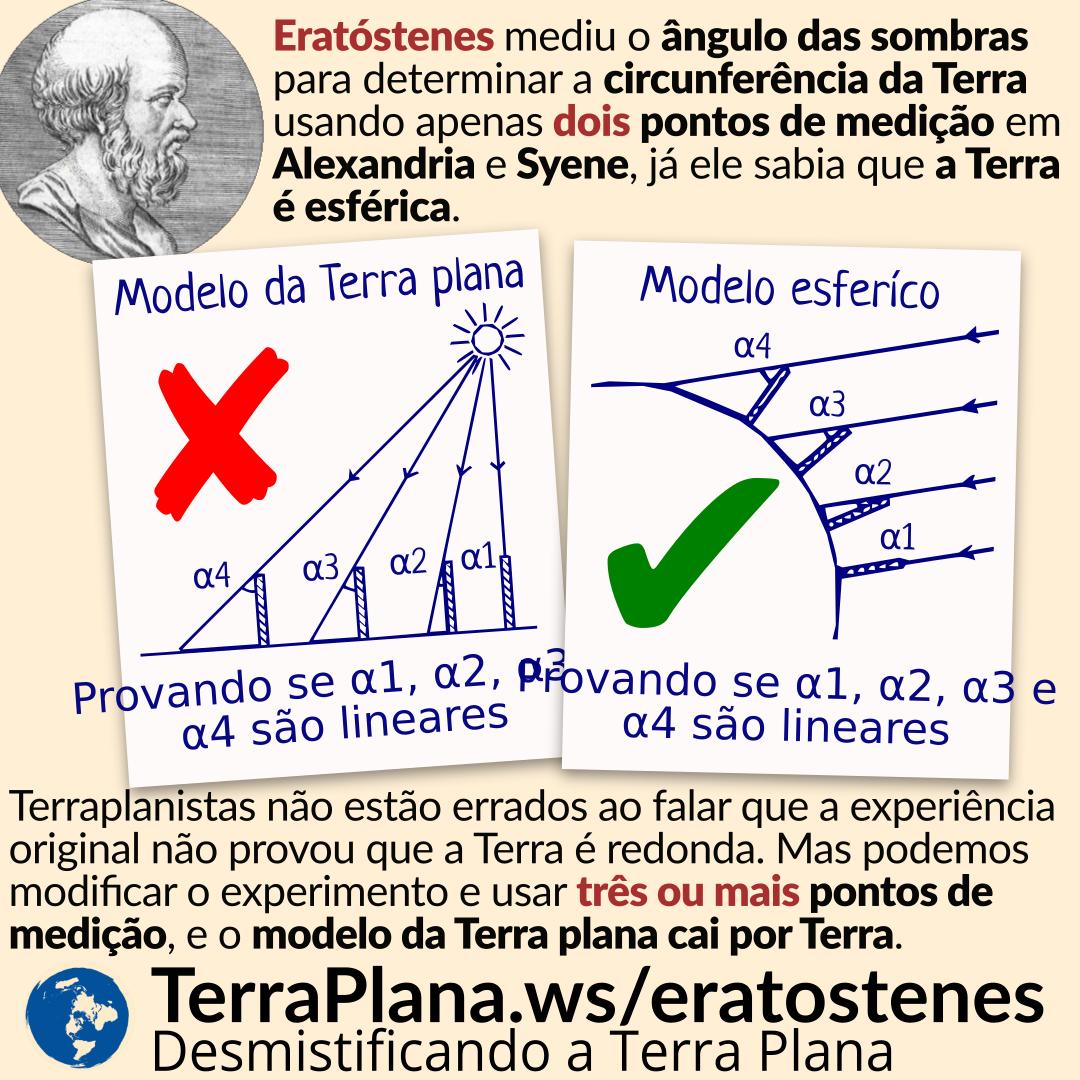 Eratóstenes mediu o ângulo das sombras
para determinar a circunferência da Terra
usando apenas dois pontos de medição em
Alexandria e Syene, já ele sabia que a Terra
é esférica.
Modelo da Terra plana
α4
α3
α2
α1
Provando se α1, α2, α3
α4 são lineares
Modelo esferíco
α4
α3
α2
α1
Provando se α1, α2, α3 e
α4 são lineares
Terraplanistas não estão errados ao falar que a experiência
original não provou que a Terra é redonda. Mas podemos
modificar o experimento e usar três ou mais pontos de
medição, e o modelo da Terra plana cai por Terra.
TerraPlana.ws/eratostenes
Desmistificando a Terra Plana